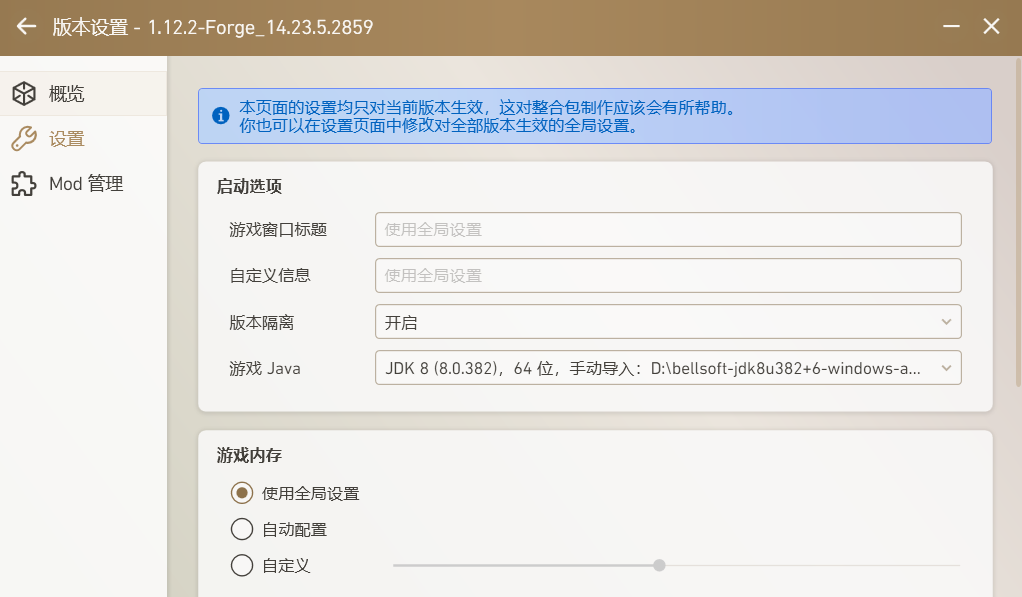 版本设置 - 1.12.2-Forge_14.23.5.2859
概览
设置
Mod 管理
本页面的设置均只对当前版本生效，这对整合包制作应该会有所帮助。
你也可以在设置页面中修改对全部版本生效的全局设置。
启动选项
游戏窗口标题
使用全局设置
自定义信息
使用全局设置
版本隔离
开启
游戏 Java
JDK 8 (8.0.382)，64 位，手动导入：D:\bellsoft-jdk8u382+6-windows-a...
游戏内存
使用全局设置
自动配置
自定义